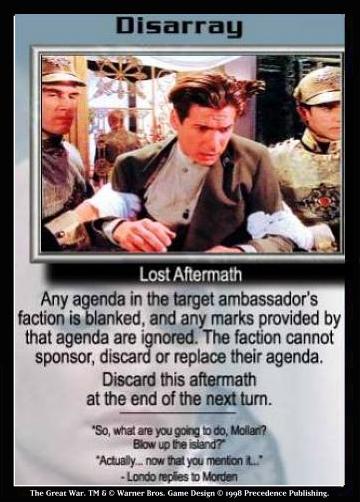 Disarray
Lost Aftermath
Any agenda in the target ambassador's
faction is blanked, and any marks provided by
that agenda are ignored. The faction cannot
sponsor, discard or replace their agenda.
Discard this aftermath
at the end of the next turn.
"So, what are you going to do, Mollari?
Blow up the island?"
"Actually... now that you mention it..."
- Londo replies to Morden
The Great War. TM & © Warner Bros. Game Design © 1998 Precedence Publishing.